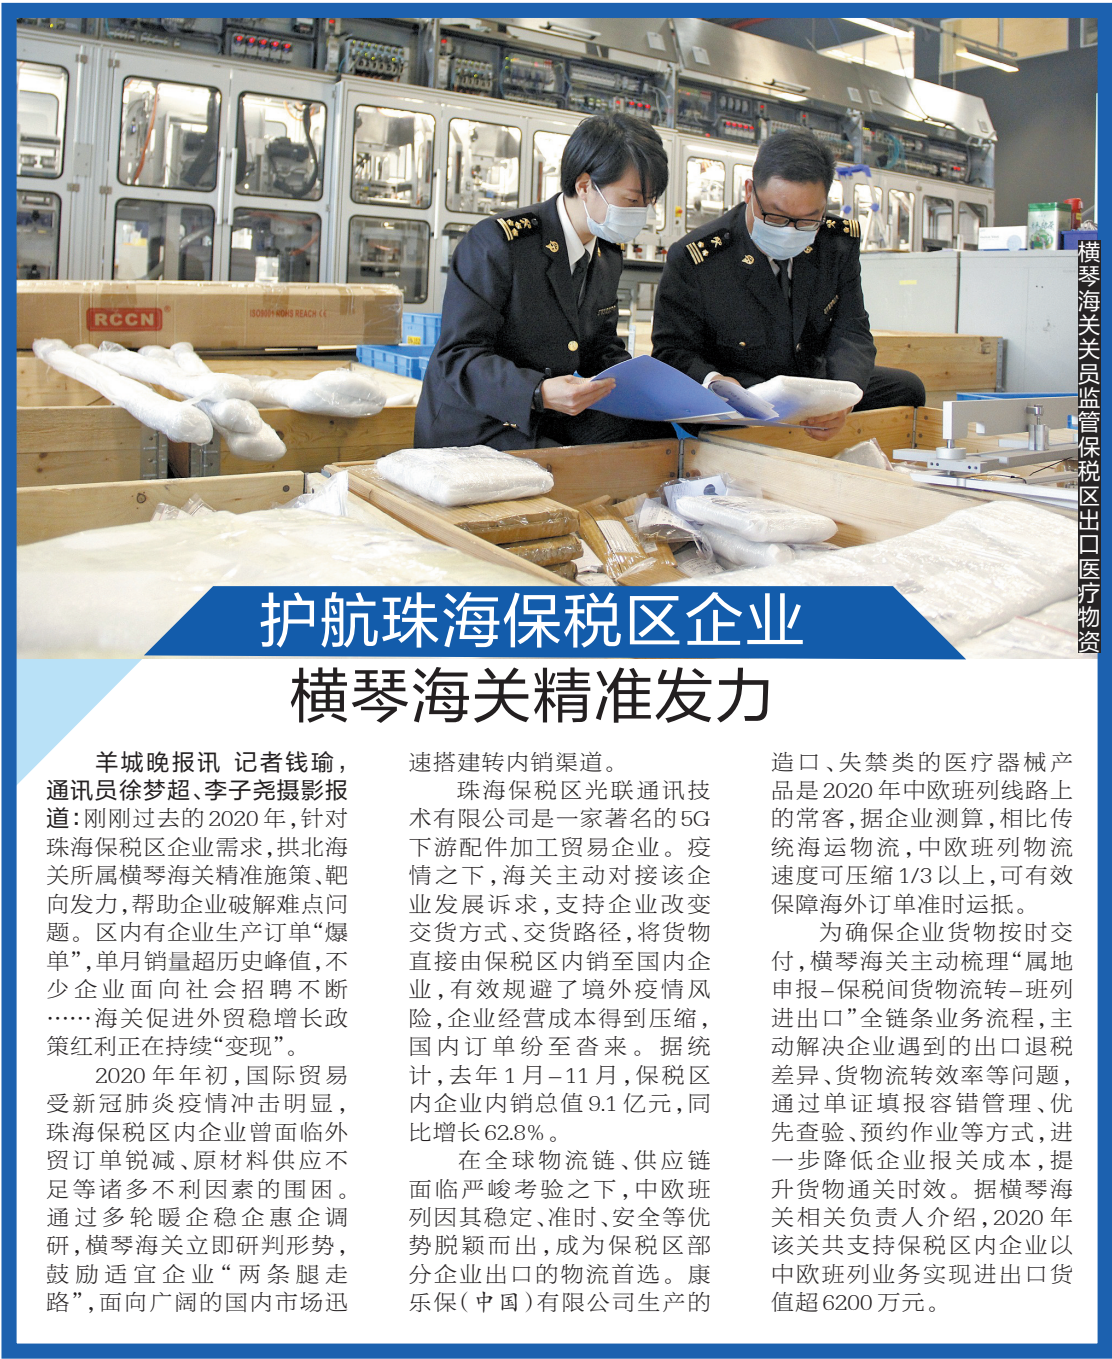 RCCN
ISO9001 ROHS REACH CE
横琴海关关员监管保税区出口医疗物资
护航珠海保税区企业
横琴海关精准发力
羊城晚报讯 记者钱瑜，
通讯员徐梦超、李子尧摄影报
道：刚刚过去的2020年，针对
珠海保税区企业需求，拱北海
关所属横琴海关精准施策、靶
向发力，帮助企业破解难点问
题。区内有企业生产订单“爆
单”，单月销量超历史峰值，不
少企业面向社会招聘不断
……海关促进外贸稳增长政
策红利正在持续“变现”。
2020年年初，国际贸易
受新冠肺炎疫情冲击明显，
珠海保税区内企业曾面临外
贸订单锐减、原材料供应不
足等诸多不利因素的围困。
通过多轮暖企稳企惠企调
研，横琴海关立即研判形势，
鼓励适宜企业“两条腿走
路”，面向广阔的国内市场迅
速搭建转内销渠道。
珠海保税区光联通讯技
术有限公司是一家著名的5G
下游配件加工贸易企业。疫
情之下，海关主动对接该企
业发展诉求，支持企业改变
交货方式、交货路径，将货物
直接由保税区内销至国内企
业，有效规避了境外疫情风
险，企业经营成本得到压缩，
国内订单纷至沓来。据统
计，去年1月—11月，保税区
内企业内销总值9.1亿元，同
比增长62.8%。
在全球物流链、供应链
面临严峻考验之下，中欧班
列因其稳定、准时、安全等优
势脱颖而出，成为保税区部
分企业出口的物流首选。康
乐保（中国）有限公司生产的
造口、失禁类的医疗器械产
品是2020年中欧班列线路上
的常客，据企业测算，相比传
统海运物流，中欧班列物流
速度可压缩1/3以上，可有效
保障海外订单准时运抵。
为确保企业货物按时交
付，横琴海关主动梳理“属地
申报—保税间货物流转—班列
进出口”全链条业务流程，主
动解决企业遇到的出口退税
差异、货物流转效率等问题，
通过单证填报容错管理、优
先查验、预约作业等方式，进
一步降低企业报关成本，提
升货物通关时效。据横琴海
关相关负责人介绍，2020年
该关共支持保税区内企业以
中欧班列业务实现进出口货
值超6200万元。